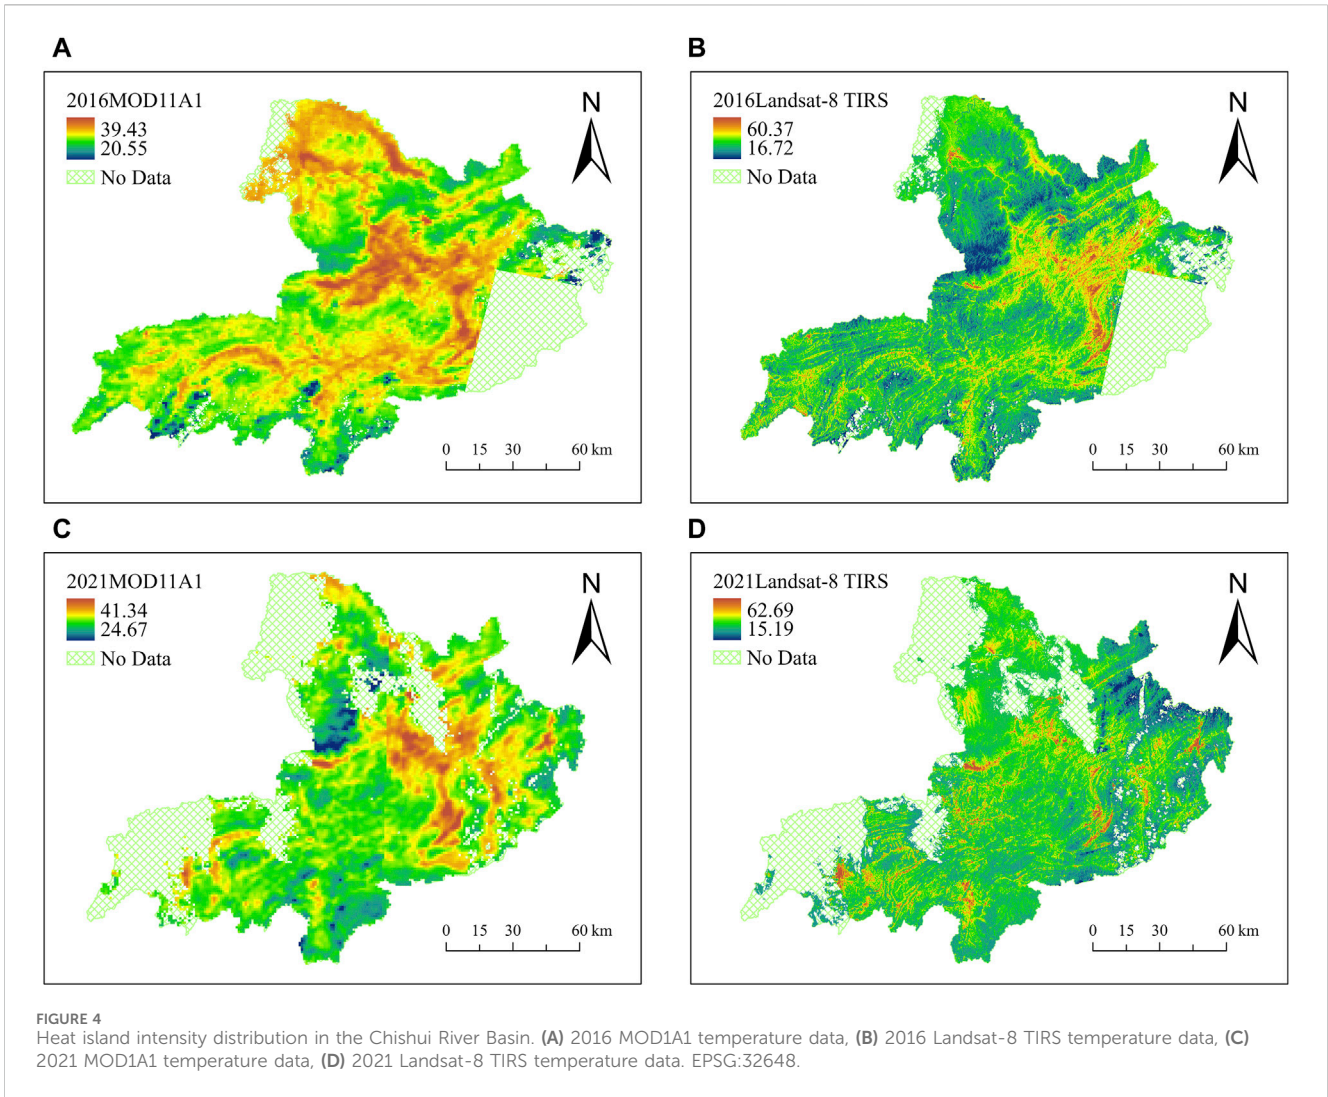 A
2016MOD11A1
39.43
20.55
No Data
N
0 15 30 60 km
B
2016Landsat-8 TIRS
60.37
16.72
No Data
N
0 15 30 60 km
C
2021MOD11A1
41.34
24.67
No Data
N
0 15 30 60 km
D
2021Landsat-8 TIRS
62.69
15.19
No Data
N
0 15 30 60 km
FIGURE 4
Heat island intensity distribution in the Chishui River Basin. (A) 2016 MOD1A1 temperature data, (B) 2016 Landsat-8 TIRS temperature data, (C)
2021 MOD1A1 temperature data, (D) 2021 Landsat-8 TIRS temperature data. EPSG:32648.